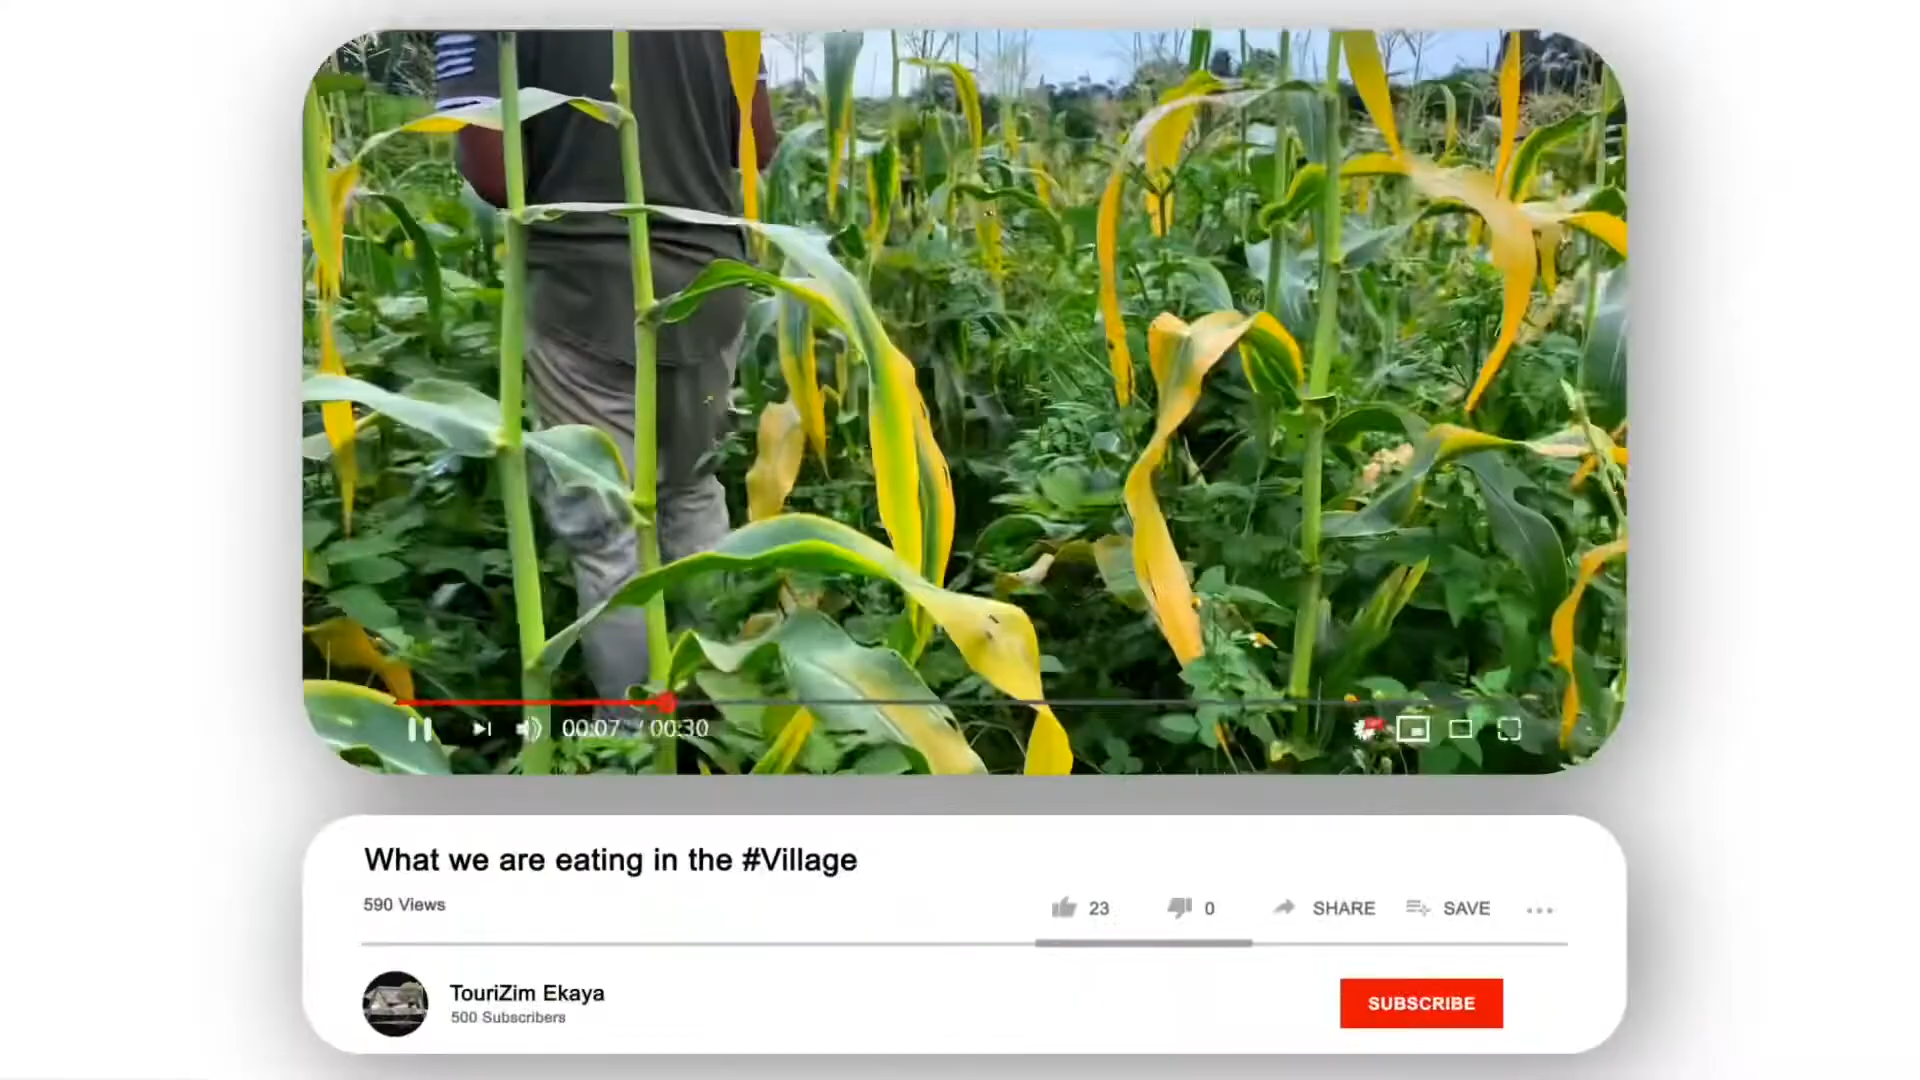 00:07 / 00:30
What we are eating in the #Village
590 Views
23
0
SHARE
SAVE
TouriZim Ekaya
500 Subscribers
SUBSCRIBE